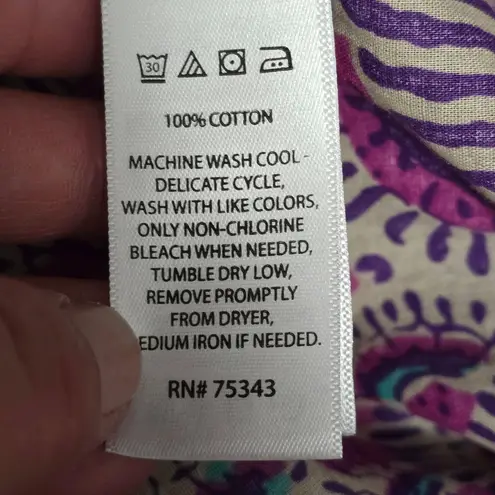 30
100% COTTON
MACHINE WASH COOL -
DELICATE CYCLE,
WASH WITH LIKE COLORS,
ONLY NON-CHLORINE
BLEACH WHEN NEEDED,
TUMBLE DRY LOW,
REMOVE PROMPTLY
FROM DRYER,
EDIUM IRON IF NEEDED.
RN# 75343